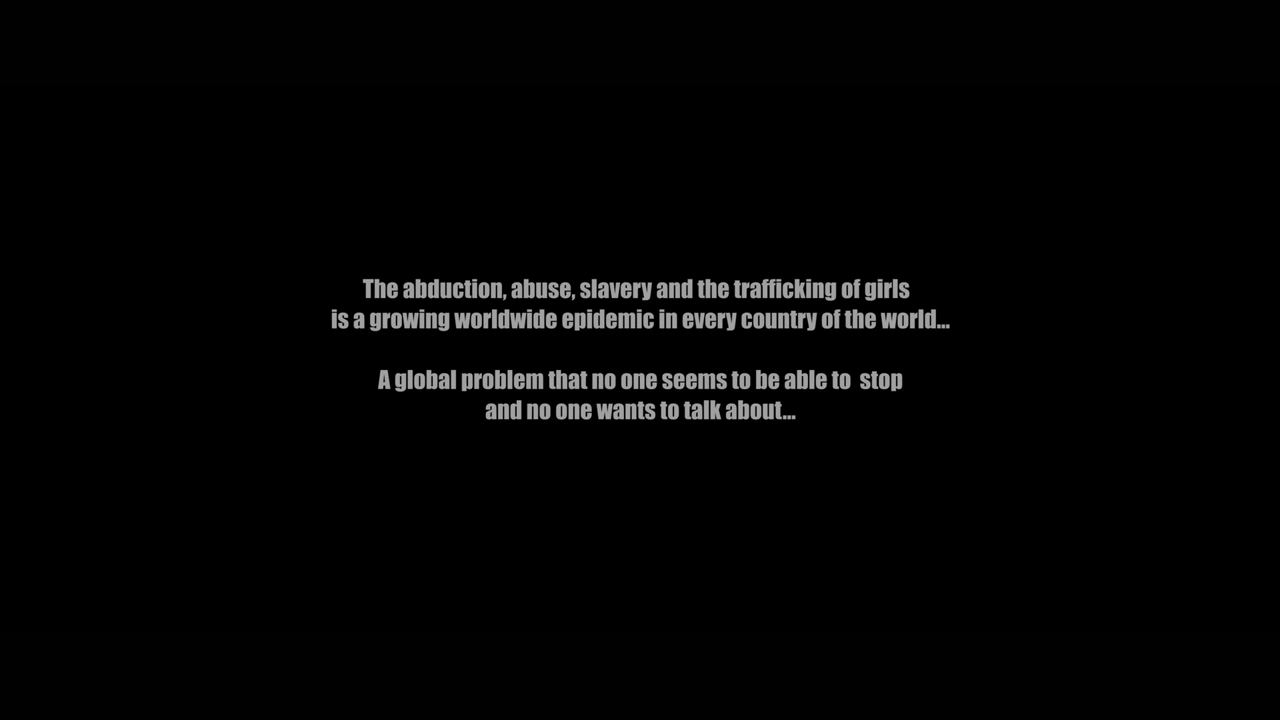 The abduction, abuse, slavery and the trafficking of girls
is a growing worldwide epidemic in every country of the world...
A global problem that no one seems to be able to  stop
and no one wants to talk about...